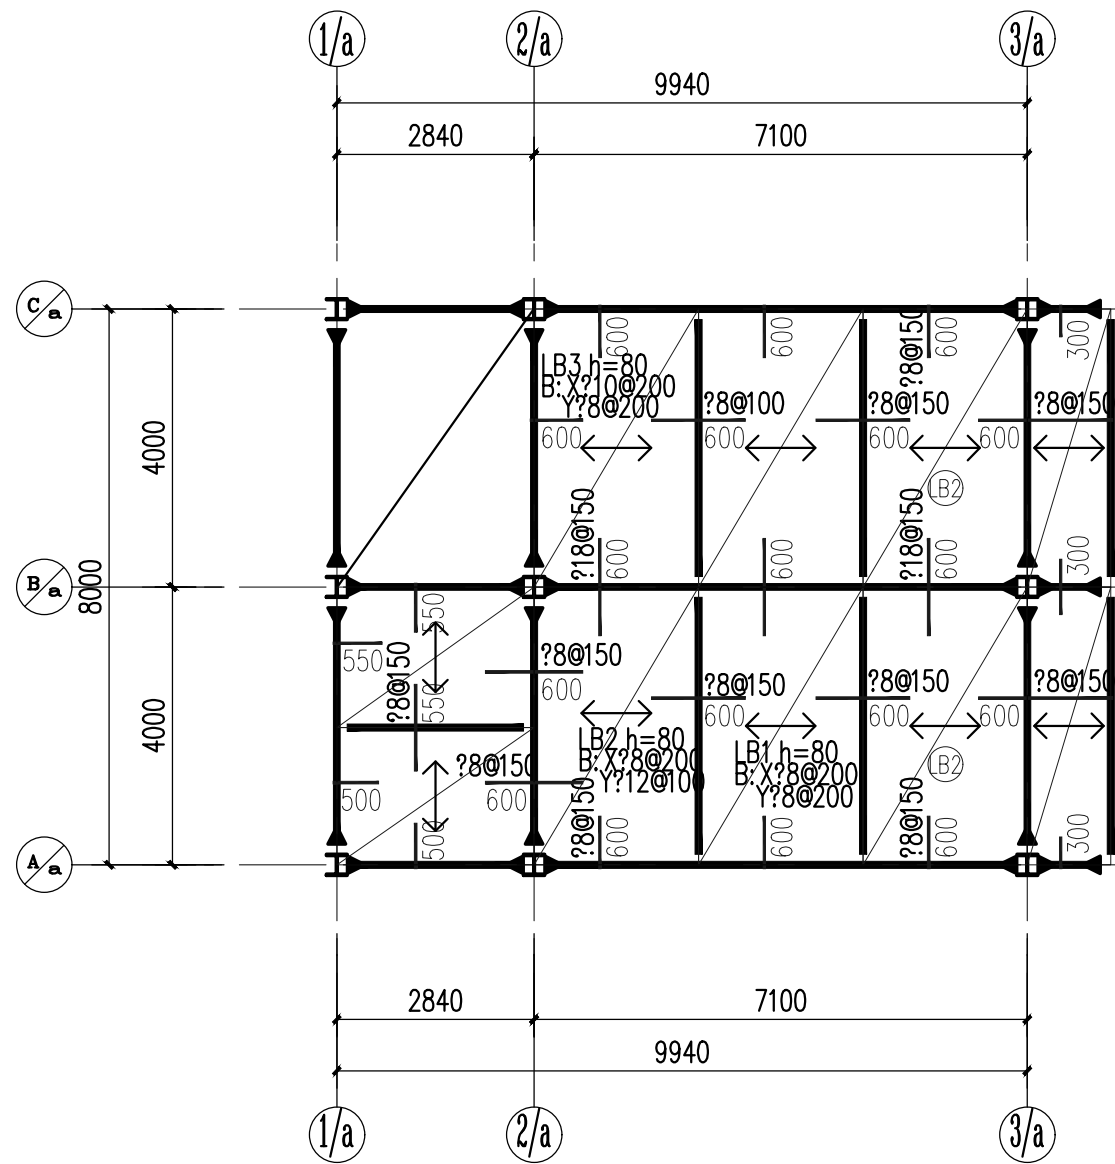 1/a 2/a 3/a
9940
2840 7100
C/a
B/a
A/a
8000
4000
4000
600 600 ?8@150 600 300
LB3 h=80
B: X?10@200
Y?8@200
?8@100 ?8@150 ?8@150
600 600 600 600
LB2
?18@150 600 600 ?18@150 600 300
550
550
?8@150
550
?8@150
600
?8@150 ?8@150 ?8@150
600 600 600
LB2 h=80
B: X?8@200
Y?12@100
LB1 h=80
B: X?8@200
Y?8@200
LB2
?8@150
500 600
500
?8@150 600 600 ?8@150 600 300
2840 7100
9940
1/a 2/a 3/a